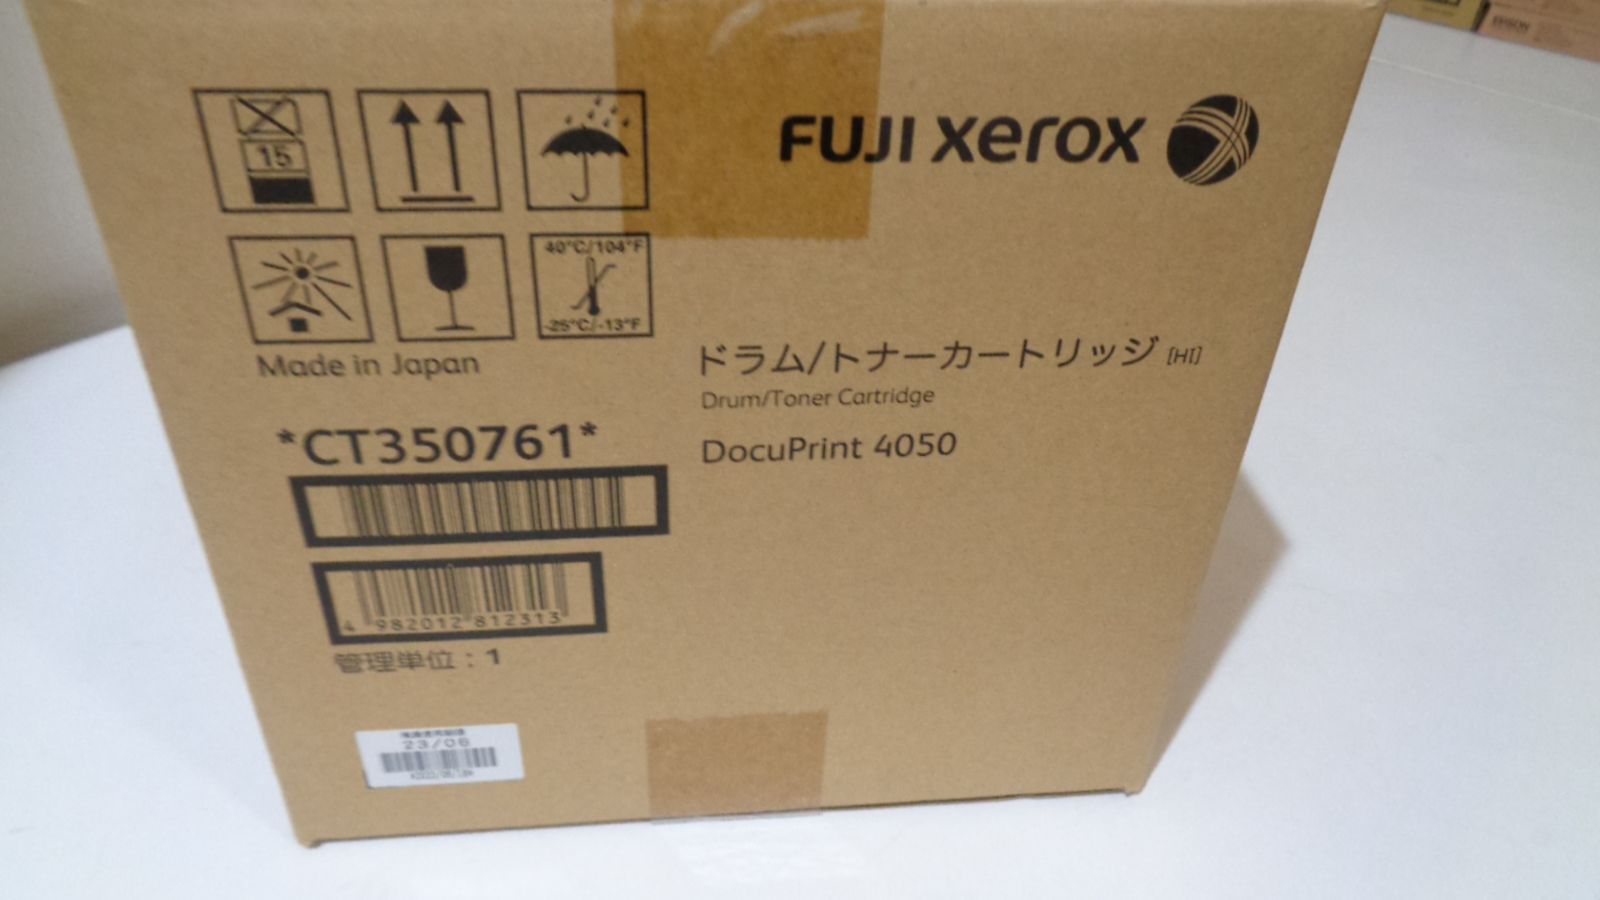 EPSON
FUJI xerox
15
40°C/104°F
-25°C/-13°F
Made in Japan
ドラム/トナーカートリッジ [HI]
Drum/Toner Cartridge
*CT350761*
DocuPrint 4050
4 982012 812313
管理単位：1
23/06